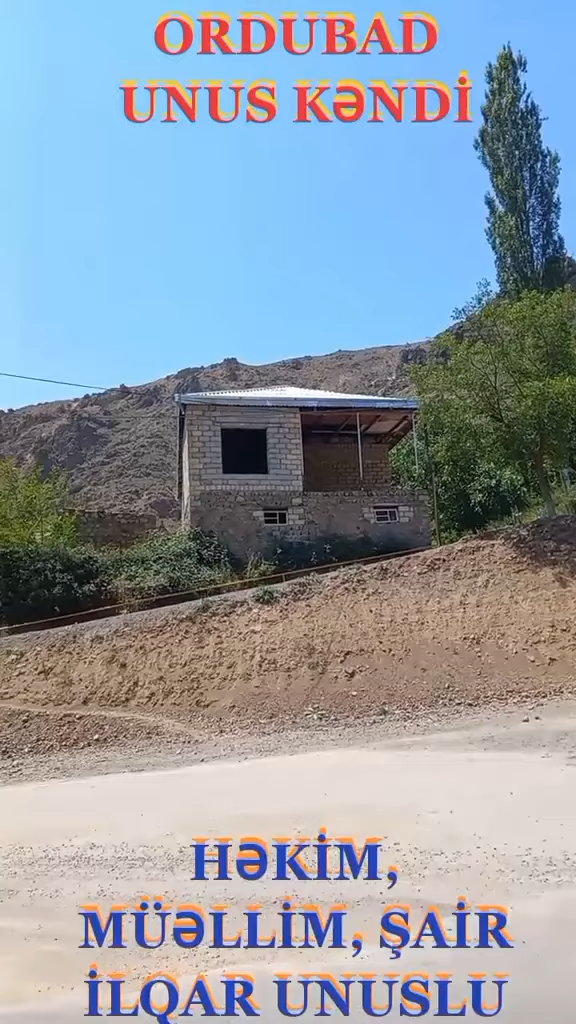 ORDUBAD
UNUS KƏNDİ
HƏKİM,
MÜƏLLİM, ŞAİR
İLQAR UNUSLU